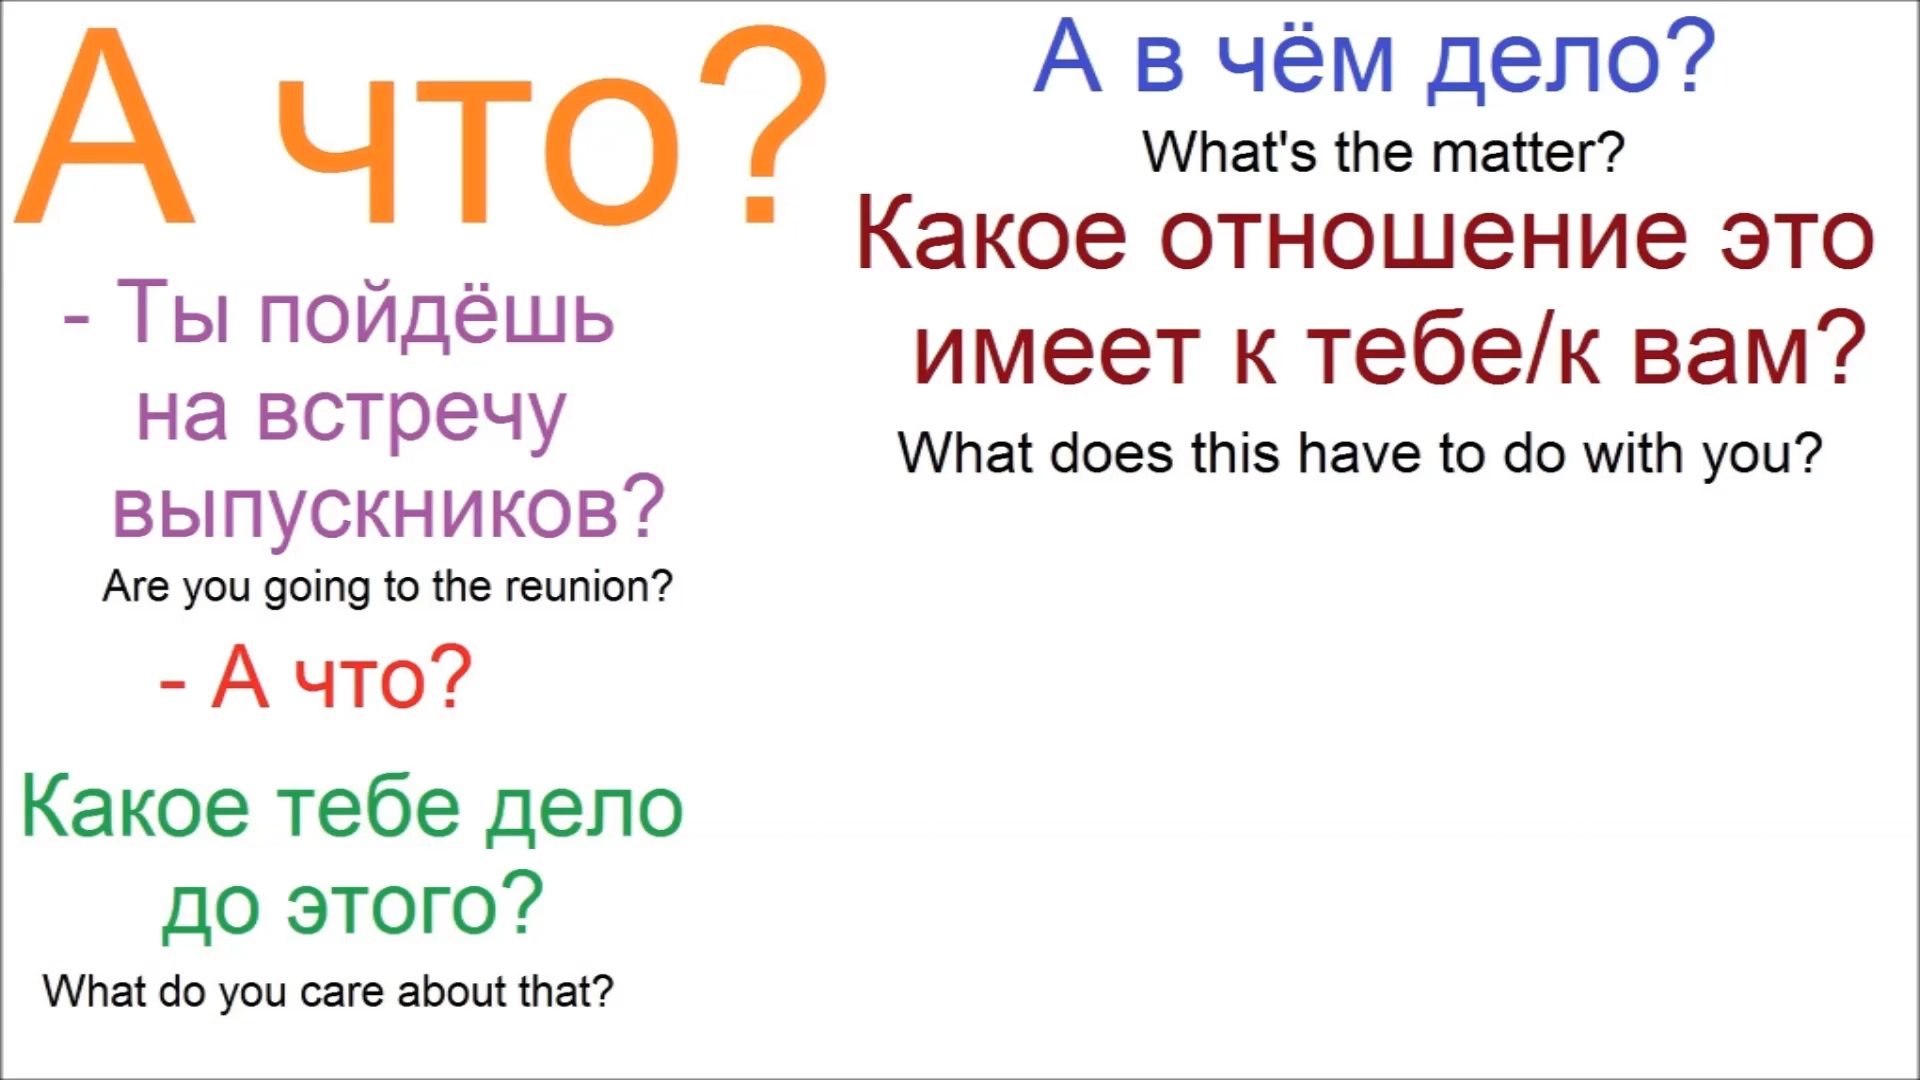 А что?
- Ты пойдёшь
на встречу
выпускников?
Are you going to the reunion?
- А что?
Какое тебе дело
до этого?
What do you care about that?
А в чём дело?
What's the matter?
Какое отношение это
имеет к тебе/к вам?
What does this have to do with you?